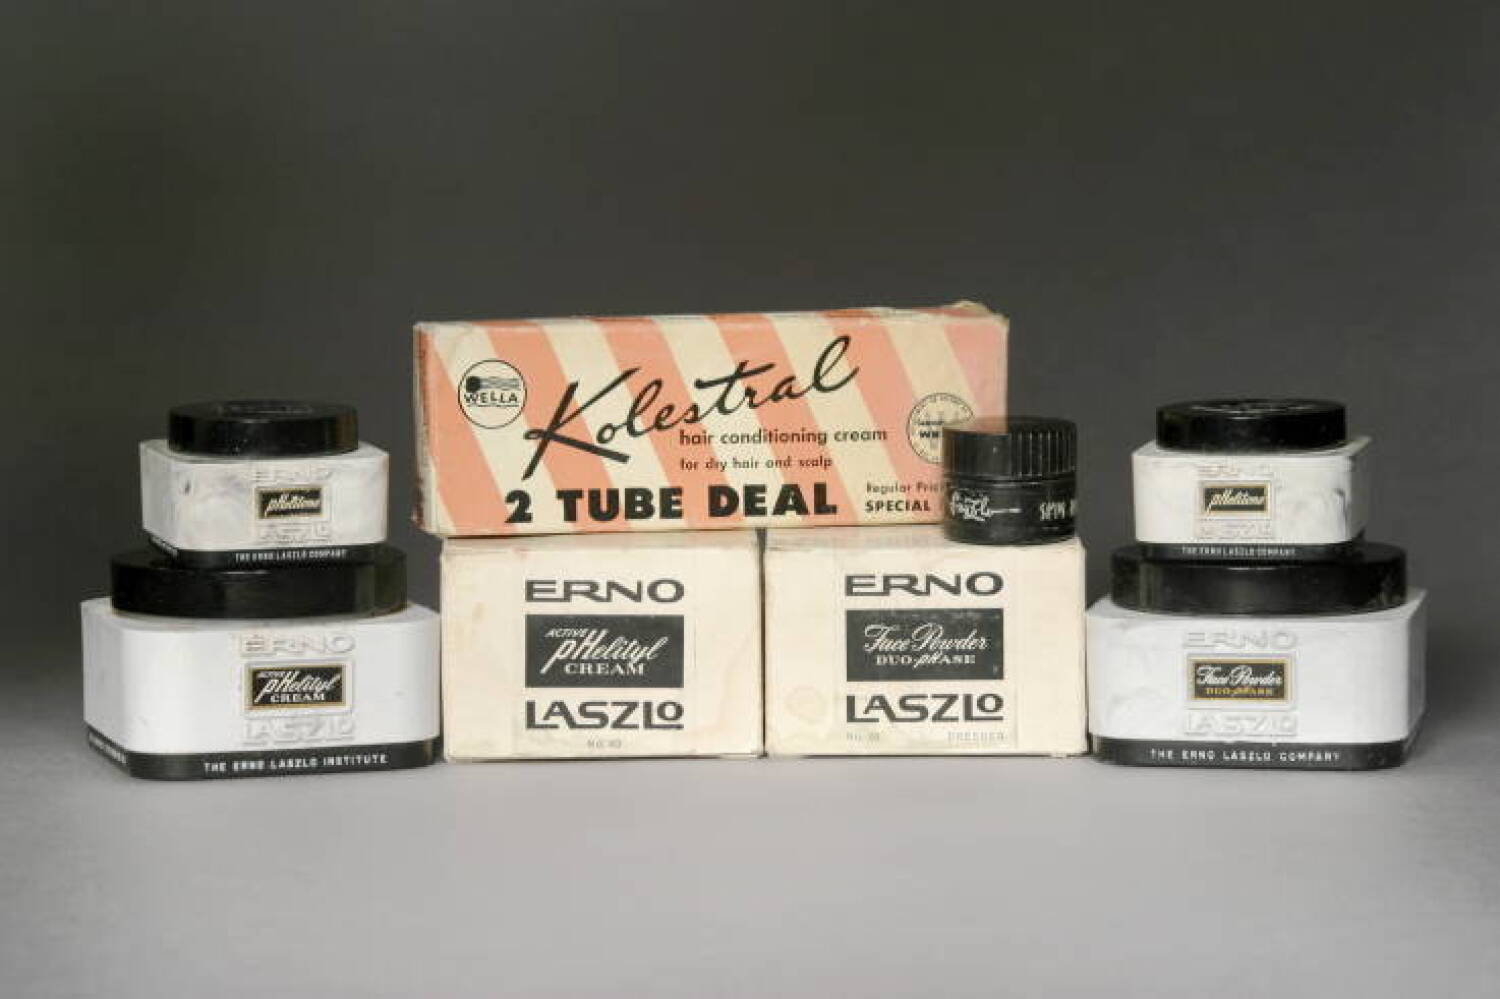 WELLA
Kolestral
hair conditioning cream
for dry hair and scalp
2 TUBE DEAL
Regular
SPECIAL
ERNO
pHelitone
LASZLO
THE ERNO LASZLO COMPANY
ERNO
ACTIVE
pHelityl
CREAM
LASZLO
THE ERNO LASZLO INSTITUTE
ERNO
ACTIVE
pHelityl
CREAM
LASZLO
ERNO
Face Powder
DUO-pHASE
LASZLO
ERNO
pHelitone
LASZLO
THE ERNO LASZLO COMPANY
ERNO
Face Powder
DUO-pHASE
LASZLO
THE ERNO LASZLO COMPANY